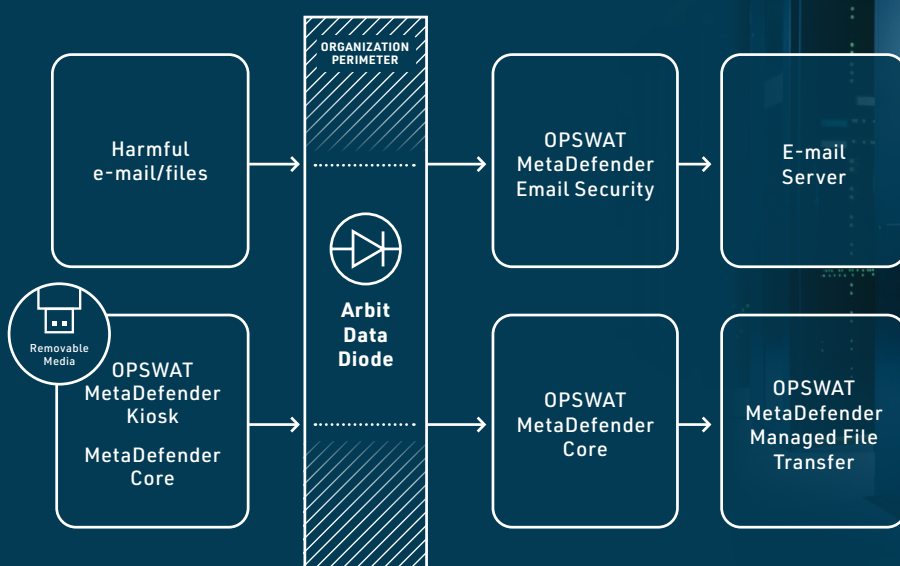 ORGANIZATION
PERIMETER
Harmful
e-mail/files
OPSWAT
MetaDefender
Email Security
E-mail
Server
Arbit
Data
Diode
Removable
Media
OPSWAT
MetaDefender
Kiosk
MetaDefender
Core
OPSWAT
MetaDefender
Core
OPSWAT
MetaDefender
Managed File
Transfer